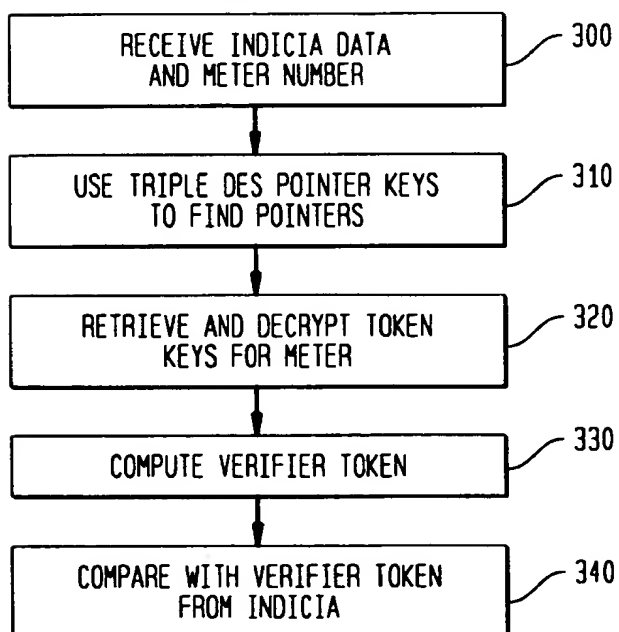 RECEIVE INDICIA DATA
AND METER NUMBER
300
USE TRIPLE DES POINTER KEYS
TO FIND POINTERS
310
RETRIEVE AND DECRYPT TOKEN
KEYS FOR METER
320
COMPUTE VERIFIER TOKEN
330
COMPARE WITH VERIFIER TOKEN
FROM INDICIA
340